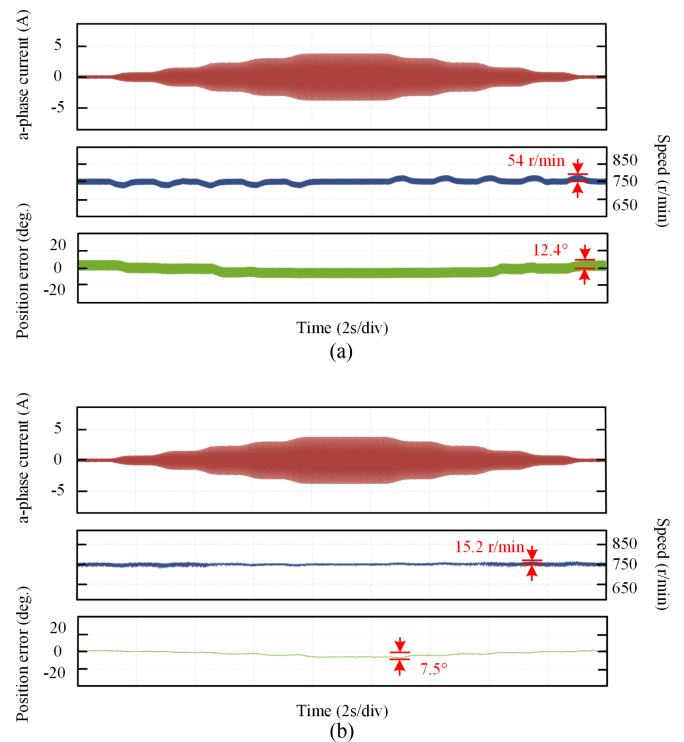 a-phase current (A)
5
0
-5
54 r/min
850
750
650
Speed (r/min)
Position error (deg.)
20
0
-20
12.4°
Time (2s/div)
(a)
a-phase current (A)
5
0
-5
15.2 r/min
850
750
650
Speed (r/min)
Position error (deg.)
20
0
-20
7.5°
Time (2s/div)
(b)